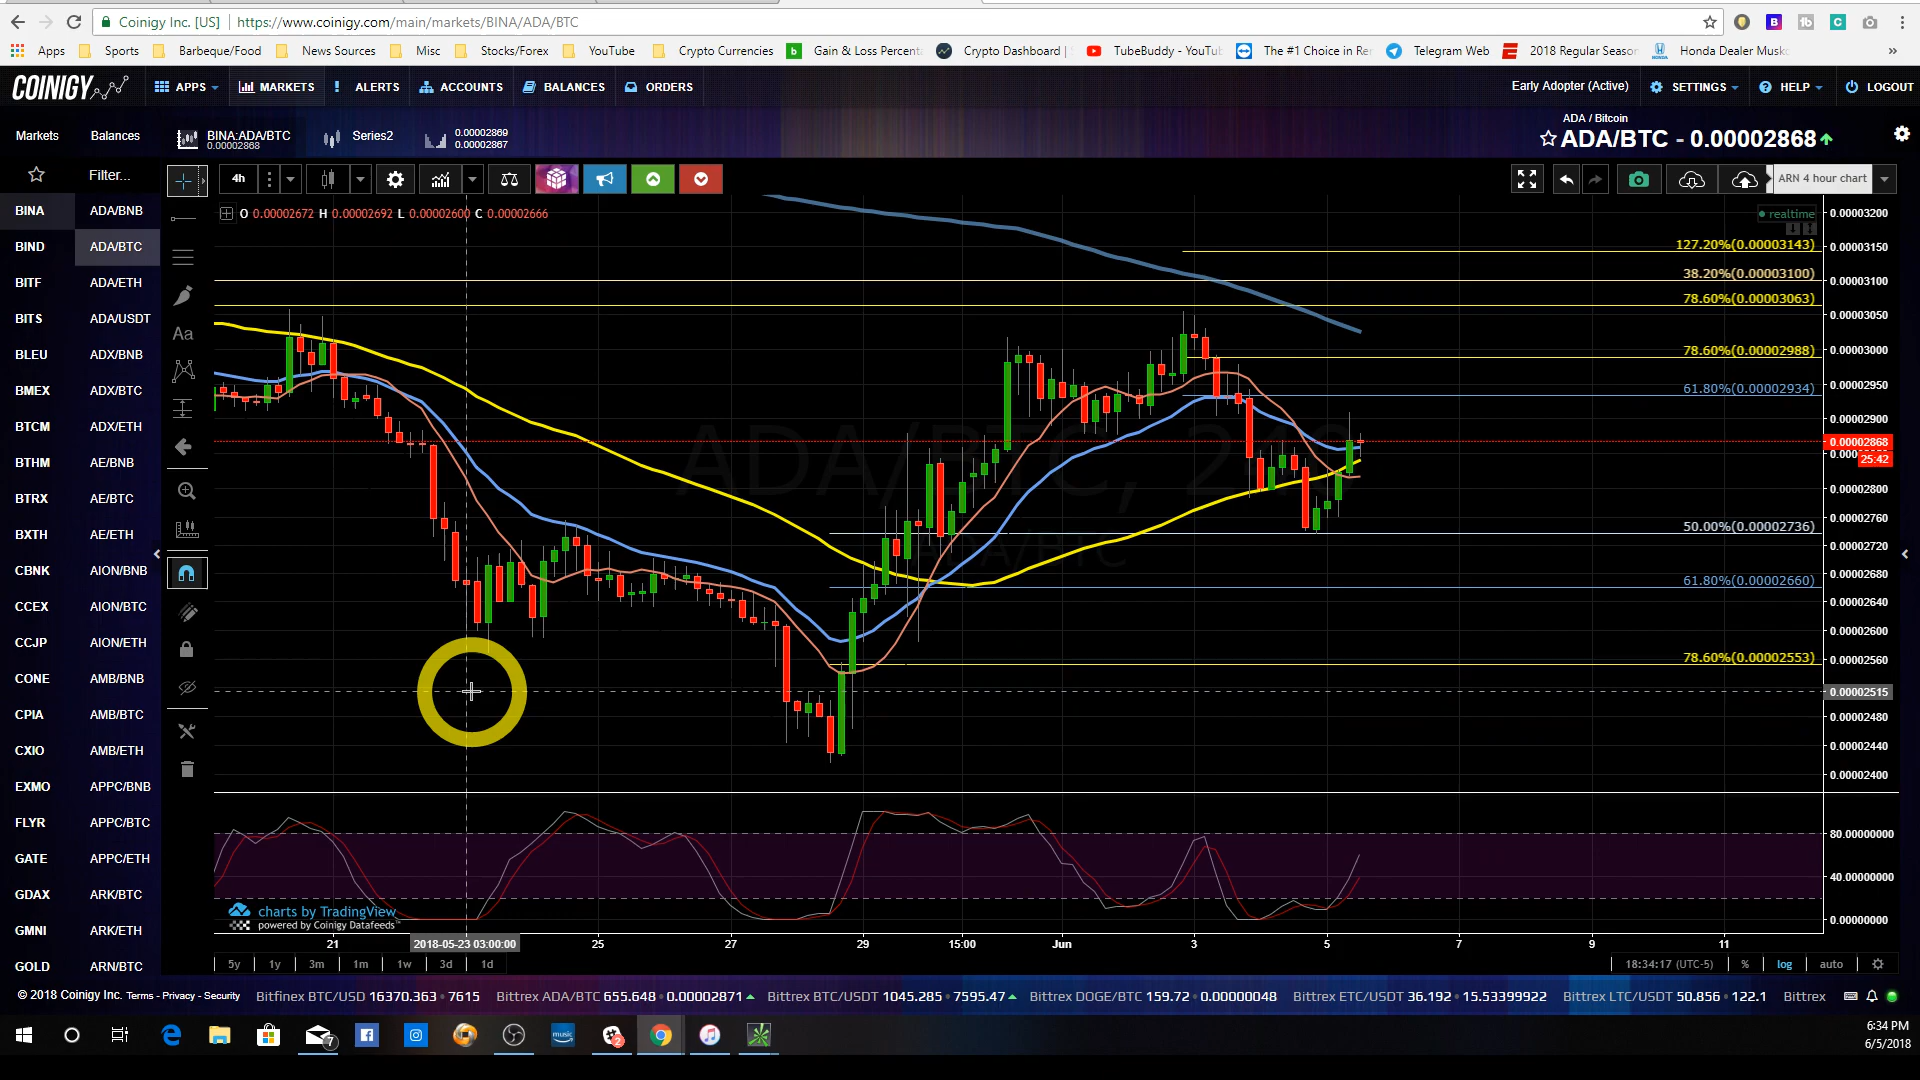 Coinigy Inc. [US] | https://www.coinigy.com/main/markets/BINA/ADA/BTC
Apps Sports Barbeque/Food News Sources Misc Stocks/Forex YouTube Crypto Currencies Gain & Loss Percent Crypto Dashboard | TubeBuddy - YouTu The #1 Choice in Re Telegram Web 2018 Regular Season Honda Dealer Musk »
COINIGY APPS MARKETS ALERTS ACCOUNTS BALANCES ORDERS Early Adopter (Active) SETTINGS HELP LOGOUT
Markets Balances BINA:ADA/BTC 0.00002868 Series2 0.00002869 0.00002867
ADA / Bitcoin
ADA/BTC - 0.00002868
Filter... 4h ARN 4 hour chart
O 0.00002672 H 0.00002692 L 0.00002600 C 0.00002666
realtime
BINA ADA/BNB
BIND ADA/BTC
BITF ADA/ETH
BITS ADA/USDT
BLEU ADX/BNB
BMEX ADX/BTC
BTCM ADX/ETH
BTHM AE/BNB
BTRX AE/BTC
BXTH AE/ETH
CBNK AION/BNB
CCEX AION/BTC
CCJP AION/ETH
CONE AMB/BNB
CPIA AMB/BTC
CXIO AMB/ETH
EXMO APPC/BNB
FLYR APPC/BTC
GATE APPC/ETH
GDAX ARK/BTC
GMNI ARK/ETH
GOLD ARN/BTC
Aa
127.20%(0.00003143)
38.20%(0.00003100)
78.60%(0.00003063)
78.60%(0.00002988)
61.80%(0.00002934)
50.00%(0.00002736)
61.80%(0.00002660)
78.60%(0.00002553)
ADA/BTC, 240
ADA/BTC
0.00003200
0.00003150
0.00003100
0.00003050
0.00003000
0.00002950
0.00002900
0.00002868
25:42
0.00002800
0.00002760
0.00002720
0.00002680
0.00002640
0.00002600
0.00002560
0.00002515
0.00002480
0.00002440
0.00002400
80.00000000
40.00000000
0.00000000
charts by TradingView
powered by Coinigy Datafeeds™
21 2018-05-23 03:00:00 25 27 29 15:00 Jun 3 5 7 9 11
5y 1y 3m 1m 1w 3d 1d 18:34:17 (UTC-5) % log auto
© 2018 Coinigy Inc. Terms - Privacy - Security Bitfinex BTC/USD 16370.363 7615 Bittrex ADA/BTC 655.648 0.00002871 Bittrex BTC/USDT 1045.285 7595.47 Bittrex DOGE/BTC 159.72 0.00000048 Bittrex ETC/USDT 36.192 15.53399922 Bittrex LTC/USDT 50.856 122.1 Bittrex
7 music 2
6:34 PM
6/5/2018